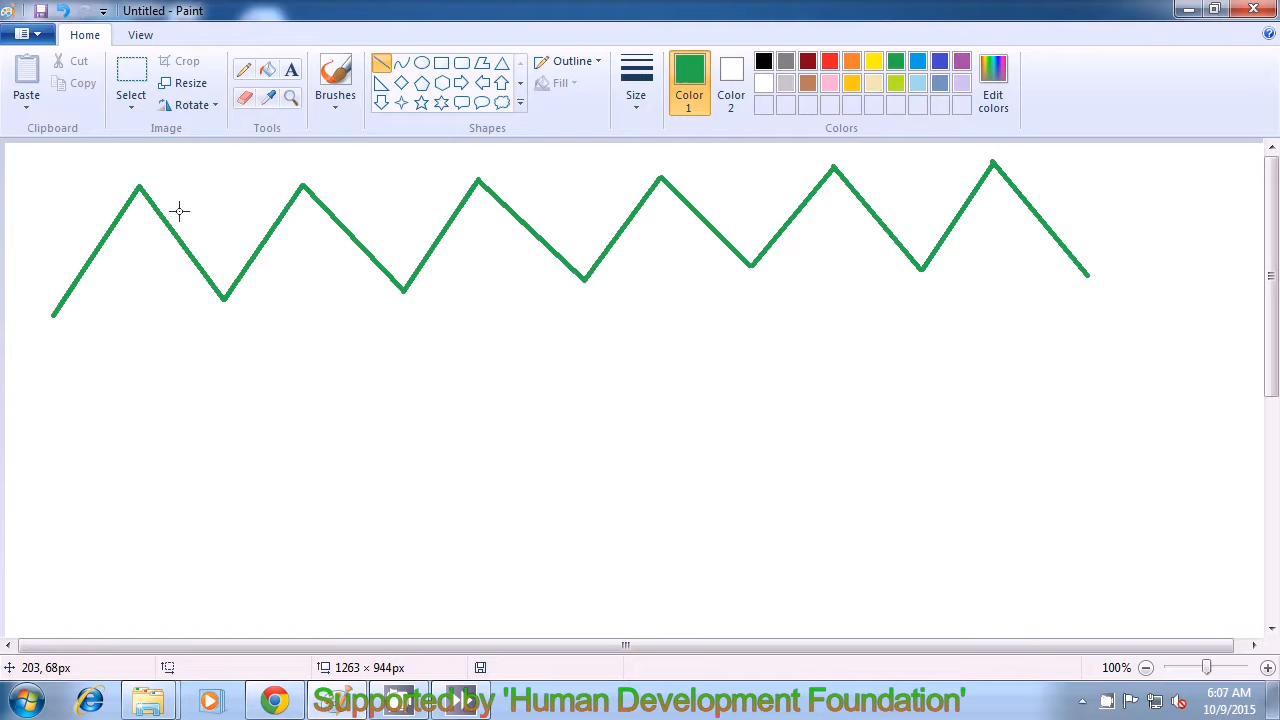 Untitled - Paint
Home
View
Paste
Cut
Copy
Clipboard
Select
Crop
Resize
Rotate
Image
Tools
Brushes
Outline
Fill
Shapes
Size
Color
1
Color
2
Edit
colors
Colors
203, 68px
1263 × 944px
100%
Supported by 'Human Development Foundation'
6:07 AM
10/9/2015